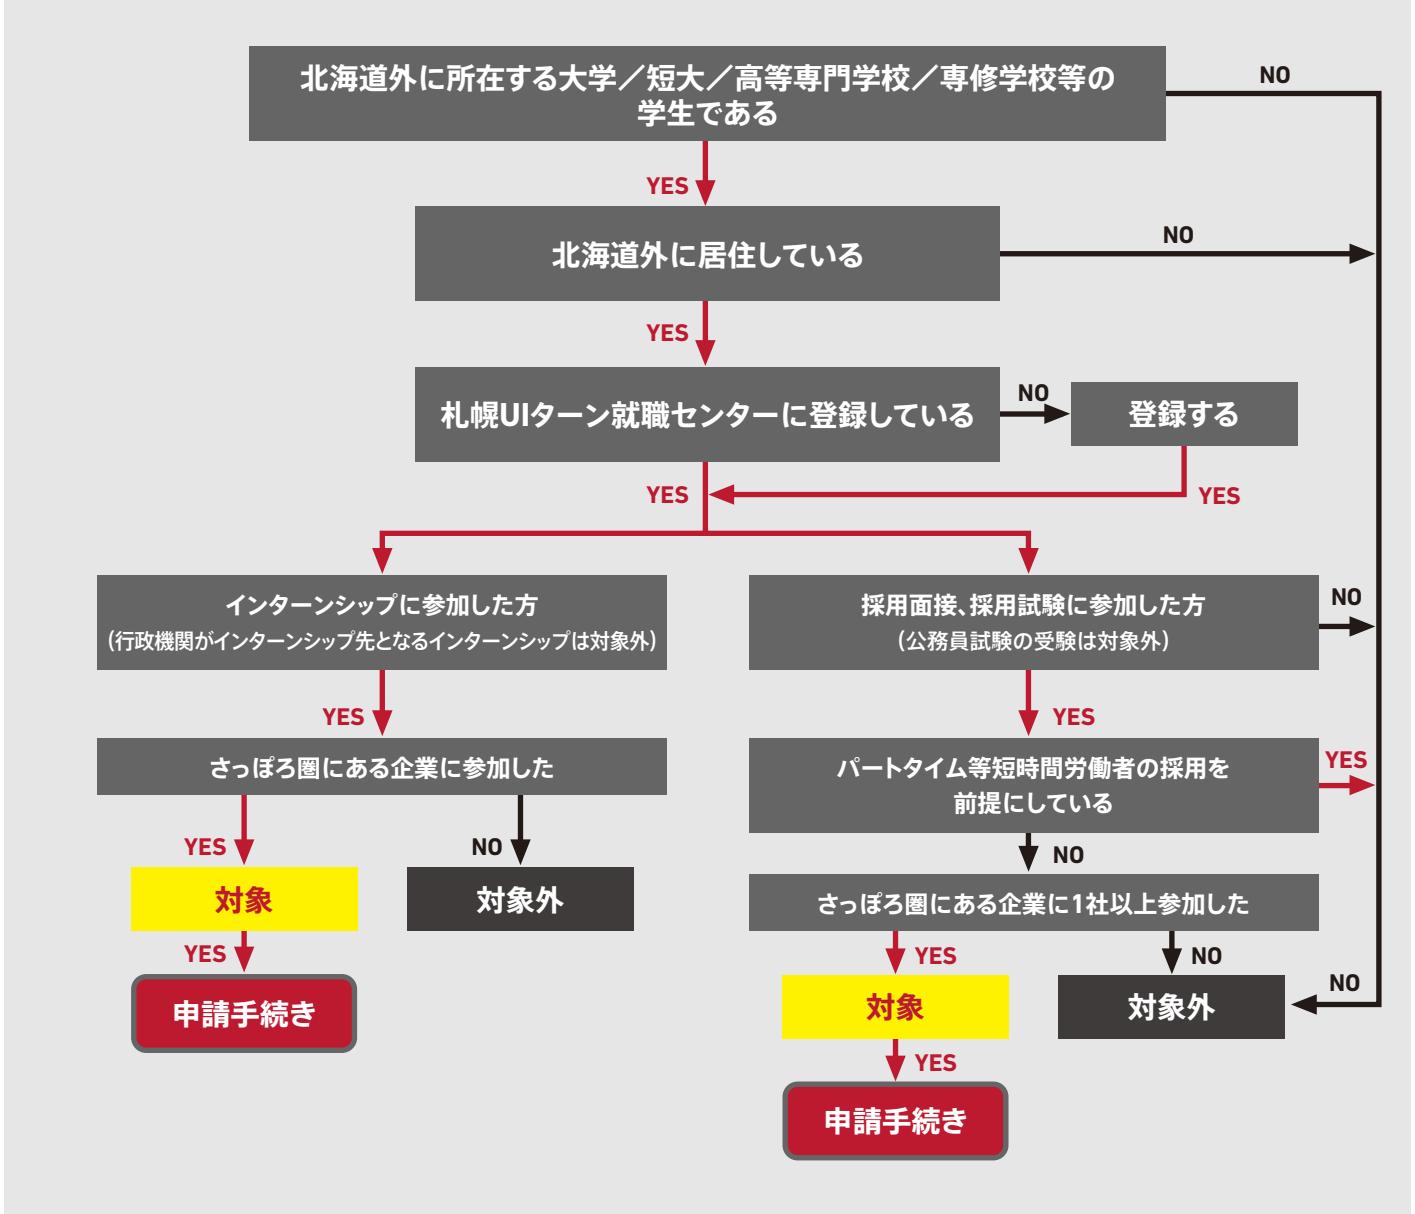 北海道外に所在する大学／短大／高等専門学校／専修学校等の
学生である
NO
YES
北海道外に居住している
NO
YES
札幌UIターン就職センターに登録している
NO
登録する
YES
YES
インターンシップに参加した方
（行政機関がインターンシップ先となるインターンシップは対象外）
採用面接、採用試験に参加した方
（公務員試験の受験は対象外）
NO
YES
YES
さっぽろ圏にある企業に参加した
パートタイム等短時間労働者の採用を
前提にしている
YES
YES
NO
NO
対象
対象外
さっぽろ圏にある企業に1社以上参加した
YES
YES
NO
申請手続き
対象
対象外
NO
YES
申請手続き